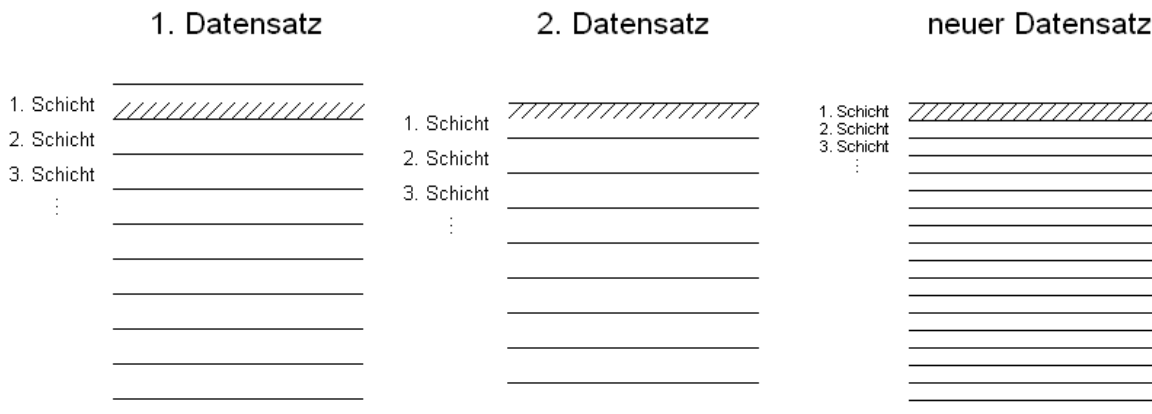 1. Datensatz
1. Schicht
2. Schicht
3. Schicht
⋮
2. Datensatz
1. Schicht
2. Schicht
3. Schicht
⋮
neuer Datensatz
1. Schicht
2. Schicht
3. Schicht
⋮